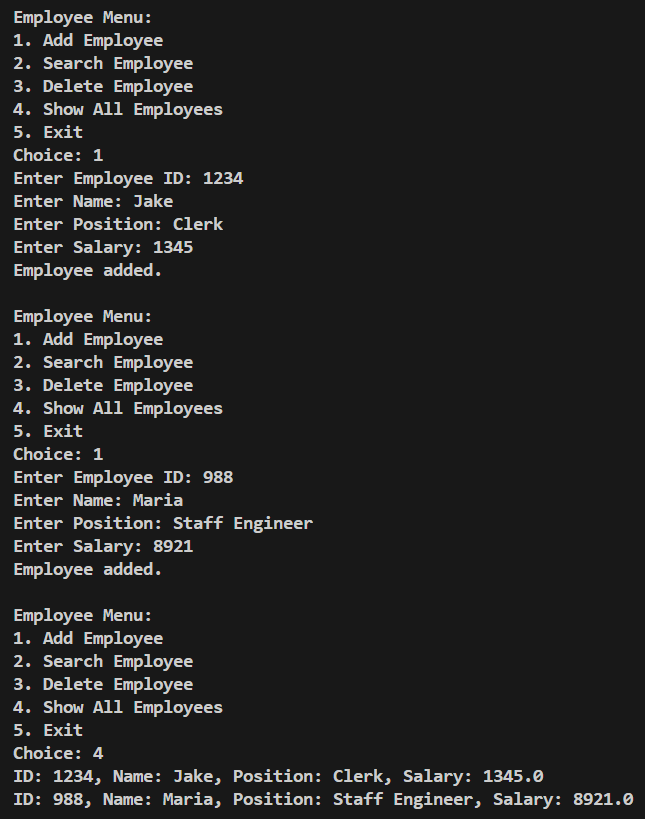 Employee Menu:
1. Add Employee
2. Search Employee
3. Delete Employee
4. Show All Employees
5. Exit
Choice: 1
Enter Employee ID: 1234
Enter Name: Jake
Enter Position: Clerk
Enter Salary: 1345
Employee added.

Employee Menu:
1. Add Employee
2. Search Employee
3. Delete Employee
4. Show All Employees
5. Exit
Choice: 1
Enter Employee ID: 988
Enter Name: Maria
Enter Position: Staff Engineer
Enter Salary: 8921
Employee added.

Employee Menu:
1. Add Employee
2. Search Employee
3. Delete Employee
4. Show All Employees
5. Exit
Choice: 4
ID: 1234, Name: Jake, Position: Clerk, Salary: 1345.0
ID: 988, Name: Maria, Position: Staff Engineer, Salary: 8921.0